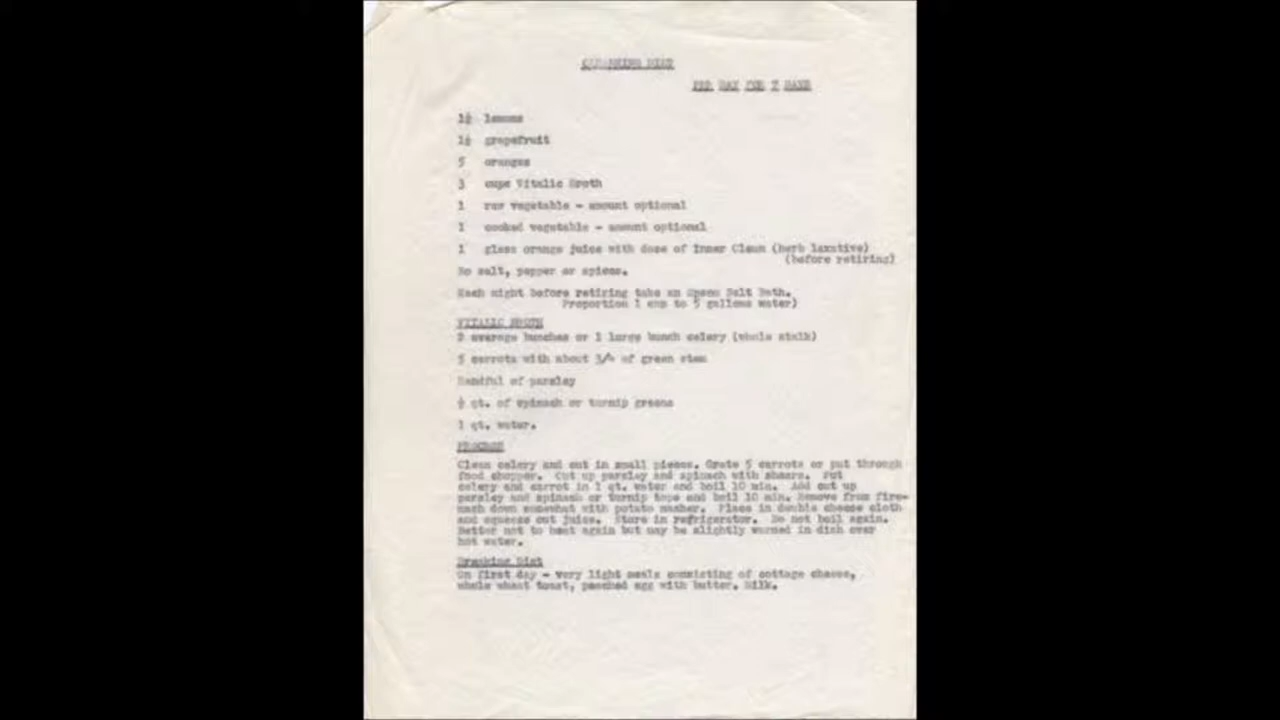 CLEANSING DIET
PER DAY FOR 7 DAYS
1½ lemons
1½ grapefruit
5 oranges
3 cups Vitalic Broth
1 raw vegetable - amount optional
1 cooked vegetable - amount optional
1 glass orange juice with dose of Inner Clean (herb laxative)
(before retiring)
No salt, pepper or spices.
Each night before retiring take an Epsom Salt Bath.
Proportion 1 cup to 5 gallons water)
VITALIC BROTH
2 average bunches or 1 large bunch celery (whole stalk)
5 carrots with about 3/4 of green stem
Handful of parsley
½ qt. of spinach or turnip greens
1 qt. water.
PROCESS
Clean celery and cut in small pieces. Grate 5 carrots or put through
food chopper. Cut up parsley and spinach with shears. Put
celery and carrot in 1 qt. water and boil 10 min. Add cut up
parsley and spinach or turnip tops and boil 10 min. Remove from fire-
mash down somewhat with potato masher. Place in double cheese cloth
and squeeze out juice. Store in refrigerator. Do not boil again.
Better not to heat again but may be slightly warmed in dish over
hot water.
Breaking Diet
On first day - very light meals consisting of cottage cheese,
whole wheat toast, poached egg with butter. Milk.